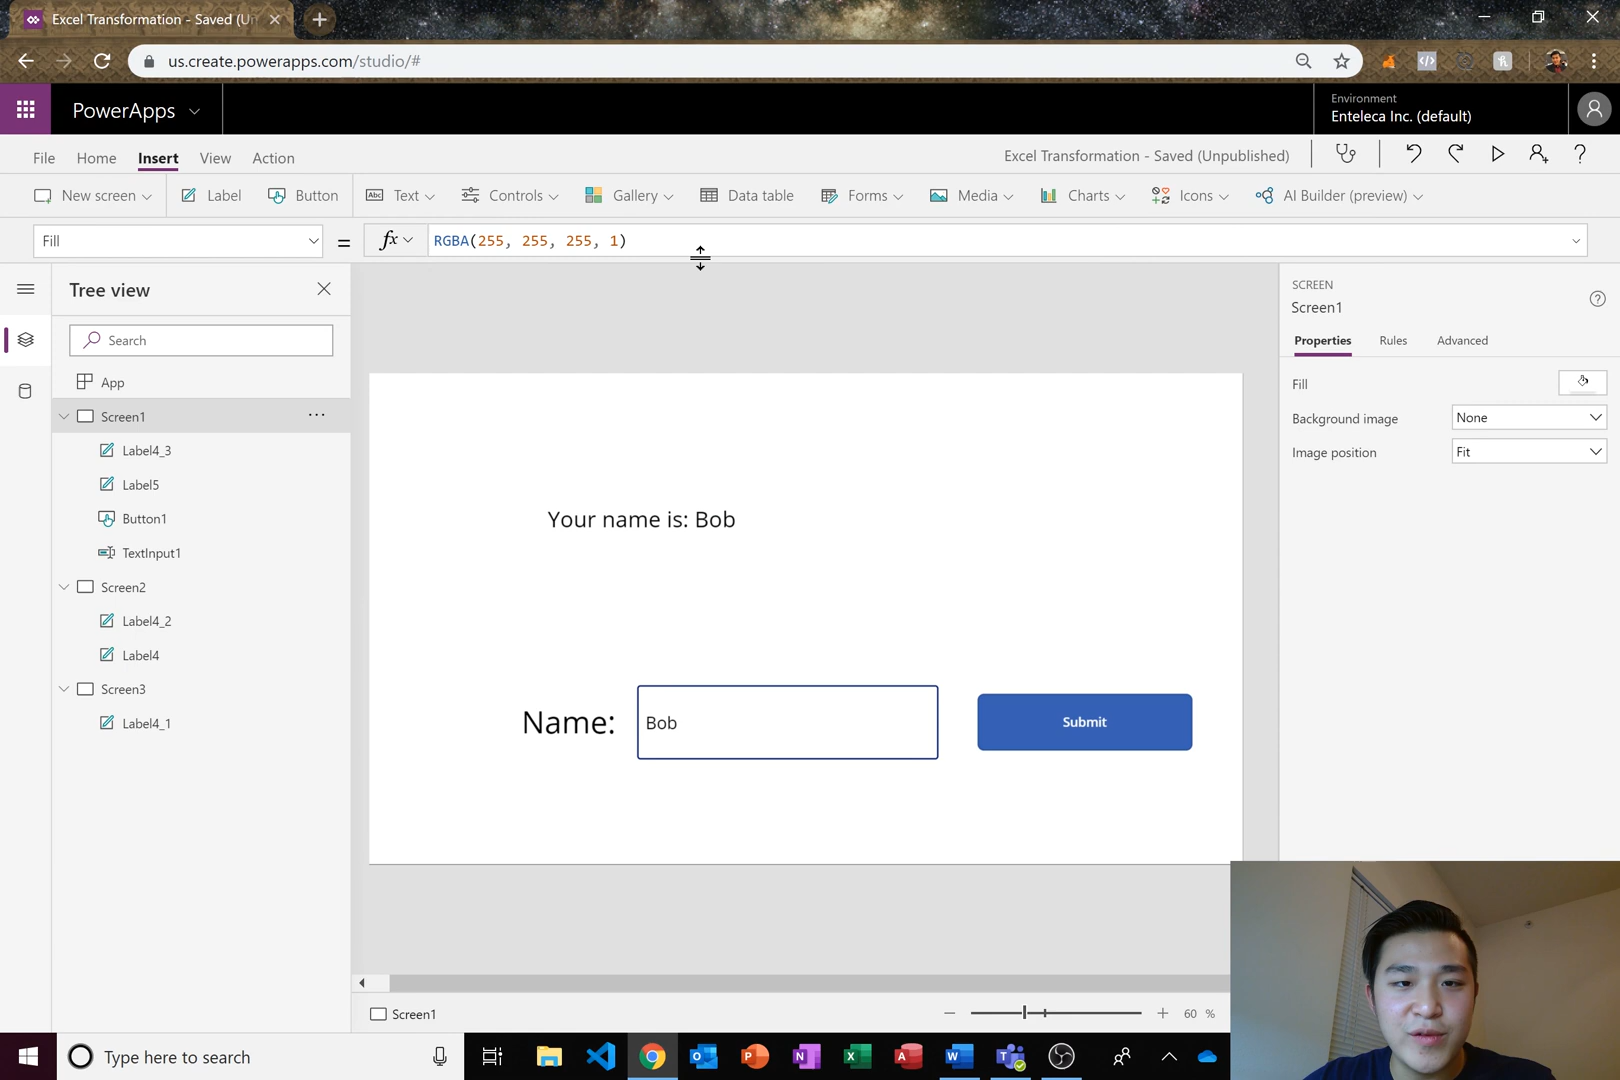 Excel Transformation - Saved (Un
us.create.powerapps.com/studio/#
PowerApps
Environment
Enteleca Inc. (default)
File Home Insert View Action
Excel Transformation - Saved (Unpublished)
New screen Label Button Text Controls Gallery Data table Forms Media Charts Icons AI Builder (preview)
Fill = fx RGBA(255, 255, 255, 1)
Tree view
Search
App
Screen1
Label4_3
Label5
Button1
TextInput1
Screen2
Label4_2
Label4
Screen3
Label4_1
Your name is: Bob
Name: Bob Submit
SCREEN
Screen1
Properties Rules Advanced
Fill
Background image None
Image position Fit
Screen1
60 %
Type here to search